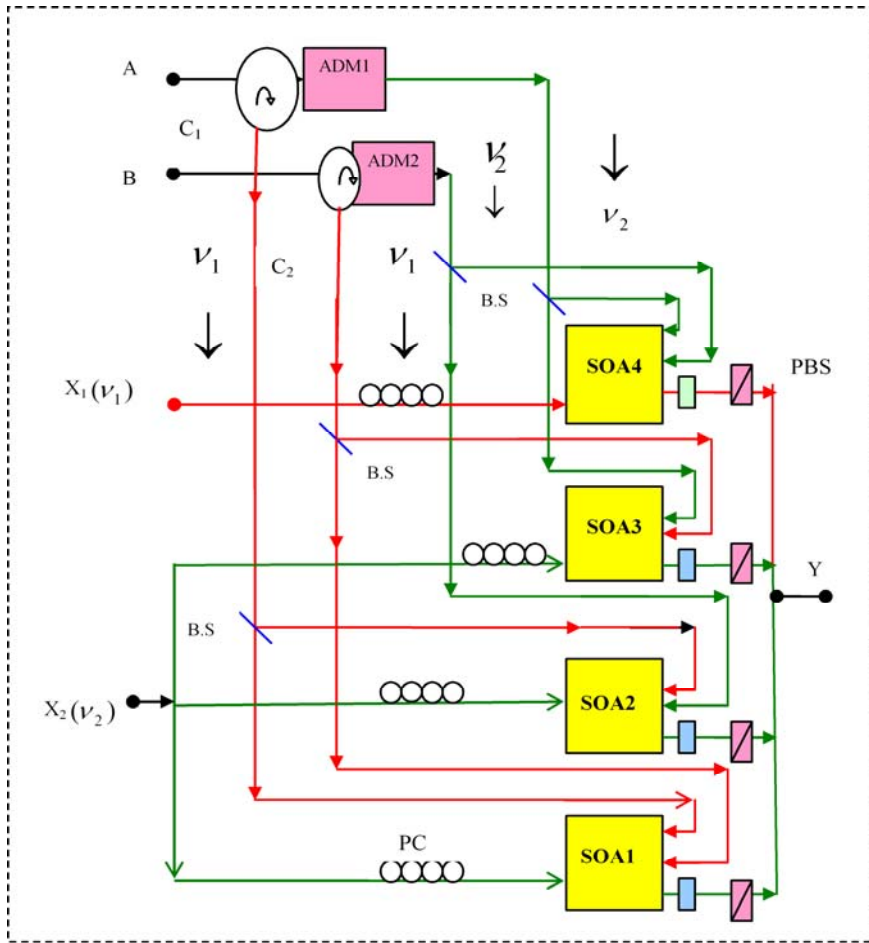 A
ADM1
C₁
B
ADM2
ν₂
ν₂
ν₁
C₂
ν₁
B.S
SOA4
PBS
X₁(ν₁)
B.S
SOA3
Y
B.S
SOA2
X₂(ν₂)
PC
SOA1